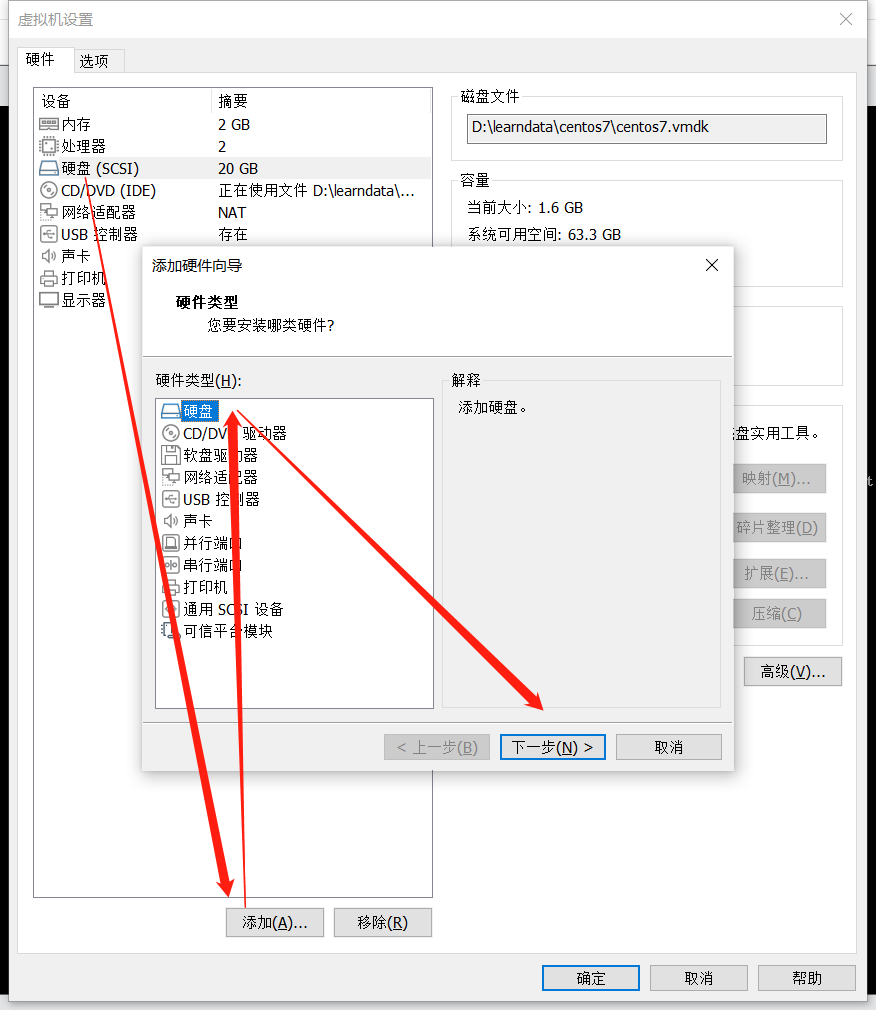 虚拟机设置
硬件
选项
设备 摘要
内存 2 GB
处理器 2
硬盘 (SCSI) 20 GB
CD/DVD (IDE) 正在使用文件 D:\learndata\...
网络适配器 NAT
USB 控制器 存在
声卡
打印机
显示器
磁盘文件
D:\learndata\centos7\centos7.vmdk
容量
当前大小: 1.6 GB
系统可用空间: 63.3 GB
添加硬件向导
硬件类型
您要安装哪类硬件?
硬件类型(H):
硬盘
CD/DVD 驱动器
软盘驱动器
网络适配器
USB 控制器
声卡
并行端口
串行端口
打印机
通用 SCSI 设备
可信平台模块
解释
添加硬盘。
< 上一步(B)
下一步(N) >
取消
盘实用工具。
映射(M)...
碎片整理(D)
扩展(E)...
压缩(C)
高级(V)...
添加(A)...
移除(R)
确定
取消
帮助